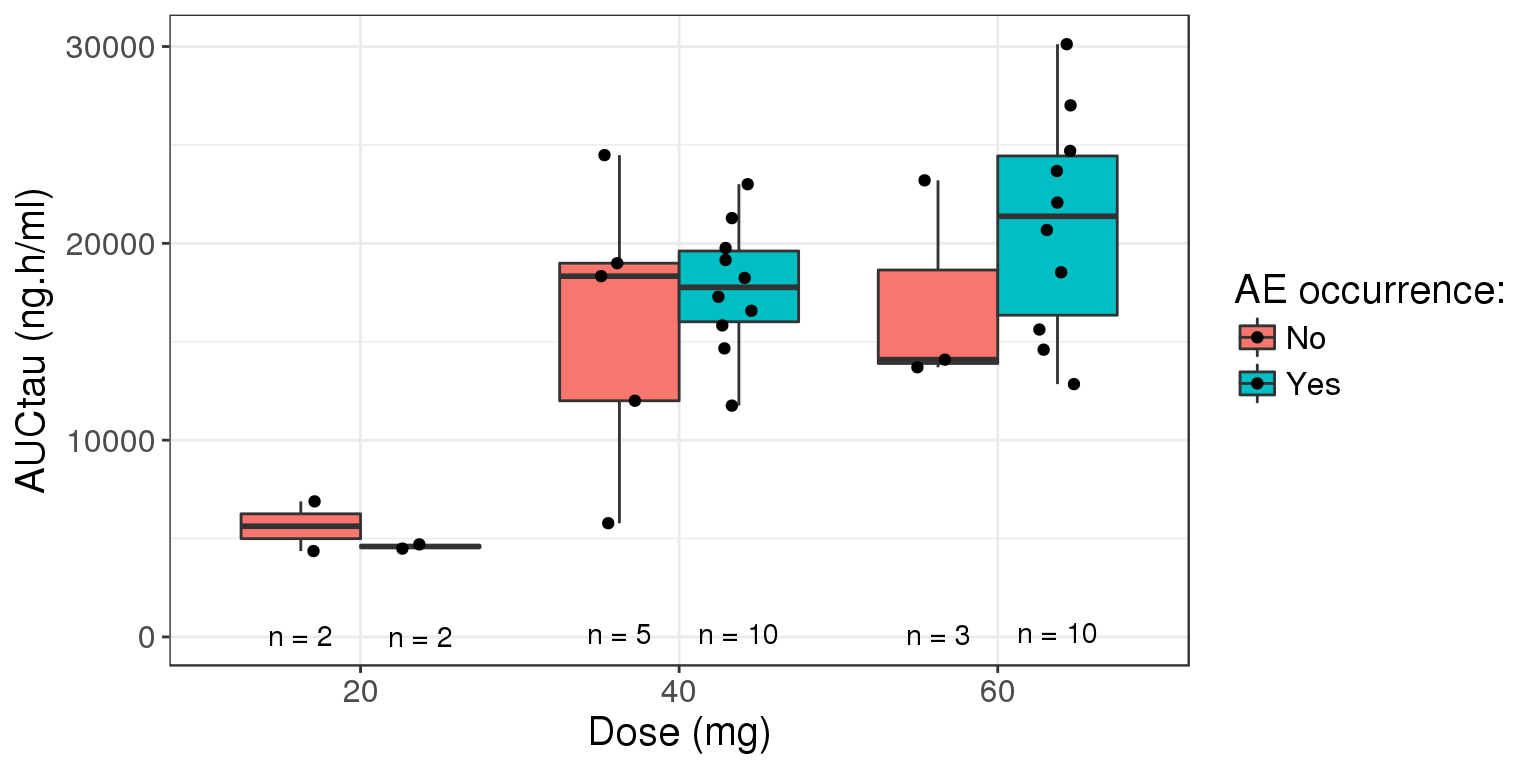 AUCtau (ng.h/ml)
30000
20000
10000
0
n = 2
n = 2
n = 5
n = 10
n = 3
n = 10
20
40
60
Dose (mg)
AE occurrence:
No
Yes